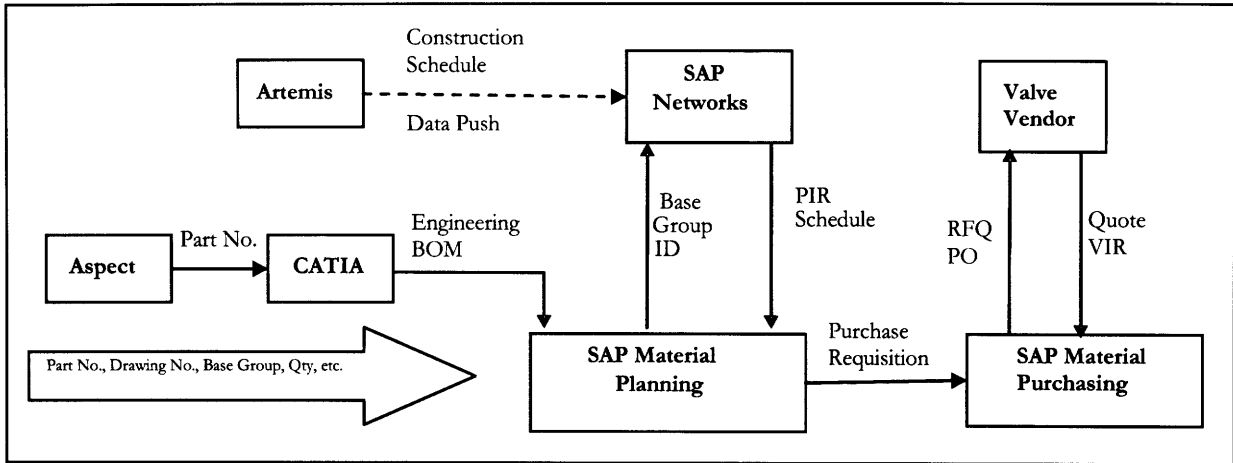 Construction
Schedule
Artemis
Data Push
SAP
Networks
Valve
Vendor
Base
Group
ID
PIR
Schedule
RFQ
PO
Quote
VIR
Part No.
Engineering
BOM
Aspect
CATIA
Part No., Drawing No., Base Group, Qty, etc.
SAP Material
Planning
Purchase
Requisition
SAP Material
Purchasing